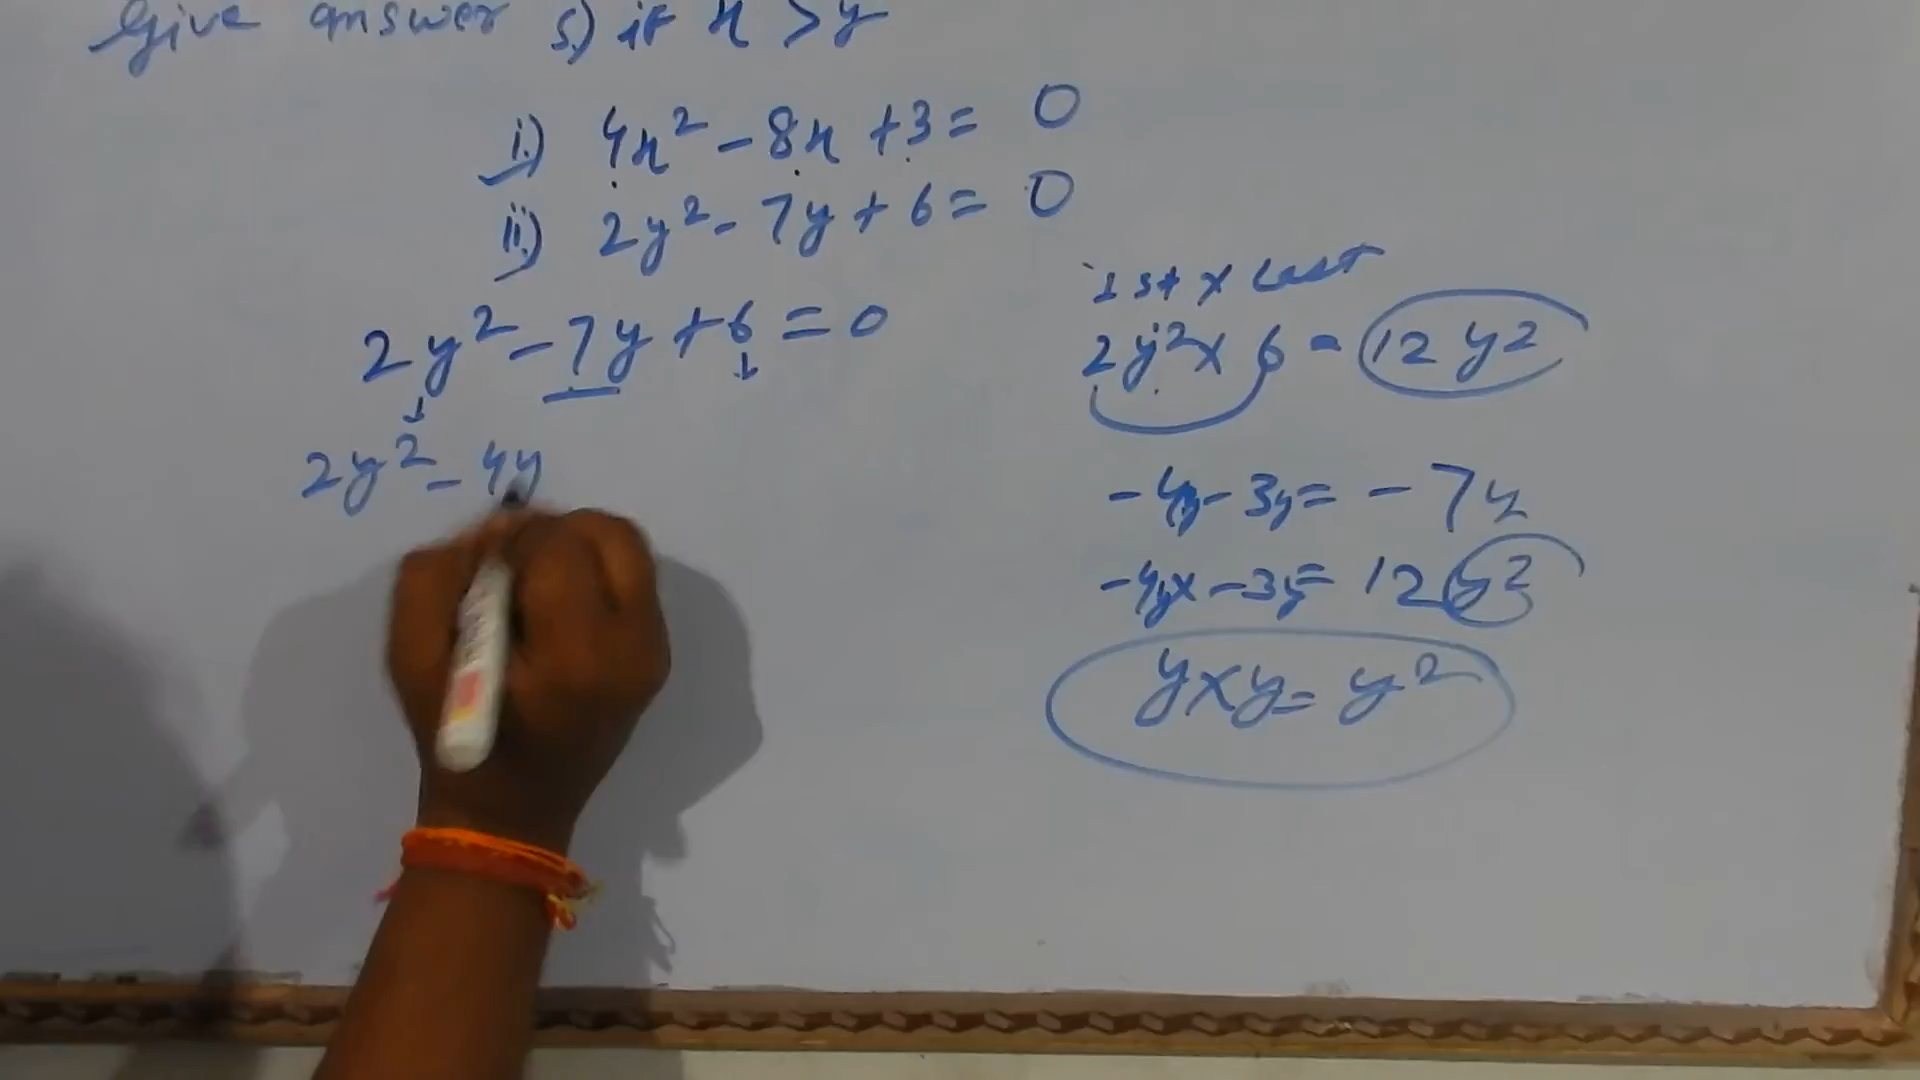 Give answer 5.) if x > y
i.) 4x² - 8x + 3 = 0
ii.) 2y² - 7y + 6 = 0
2y² - 7y + 6 = 0
2y² - 4y
1st x Last
2y² x 6 = 12y2
- 4y - 3y = - 7y
- 4y x - 3y = 12y2
y x y = y2